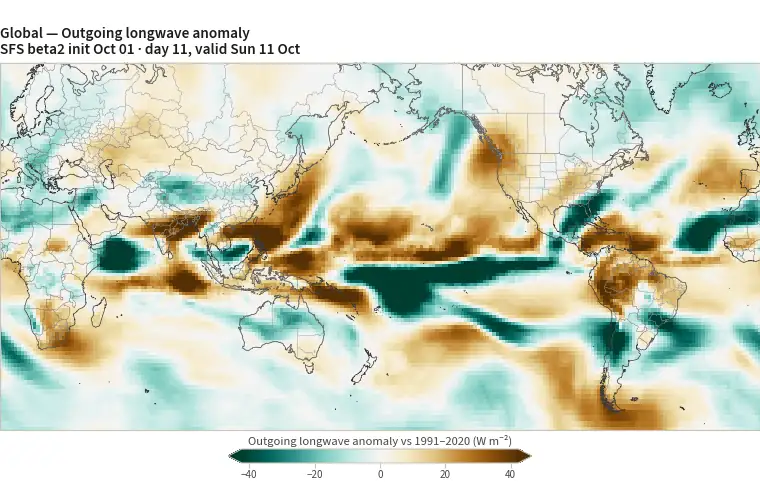 Global — Outgoing longwave anomaly
SFS beta2 init Oct 01 · day 11, valid Sun 11 Oct
Outgoing longwave anomaly vs 1991–2020 (W m⁻²)
−40 −20 0 20 40